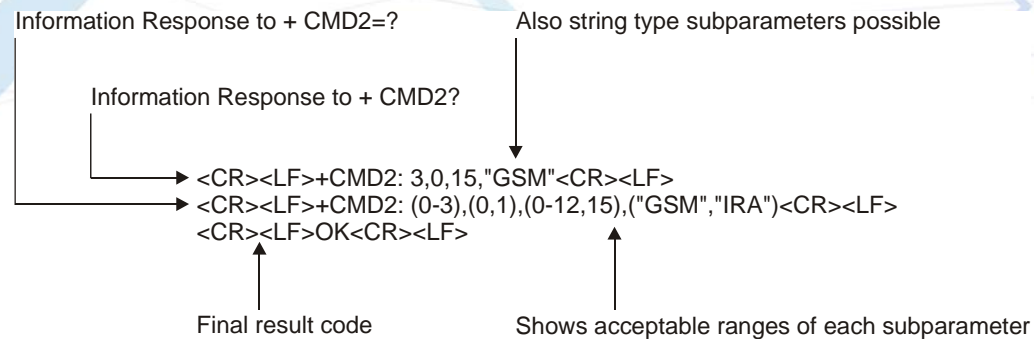 Information Response to + CMD2=?
Also string type subparameters possible
Information Response to + CMD2?
<CR><LF>+CMD2: 3,0,15,"GSM"<CR><LF>
<CR><LF>+CMD2: (0-3),(0,1),(0-12,15),("GSM","IRA")<CR><LF>
<CR><LF>OK<CR><LF>
Final result code
Shows acceptable ranges of each subparameter